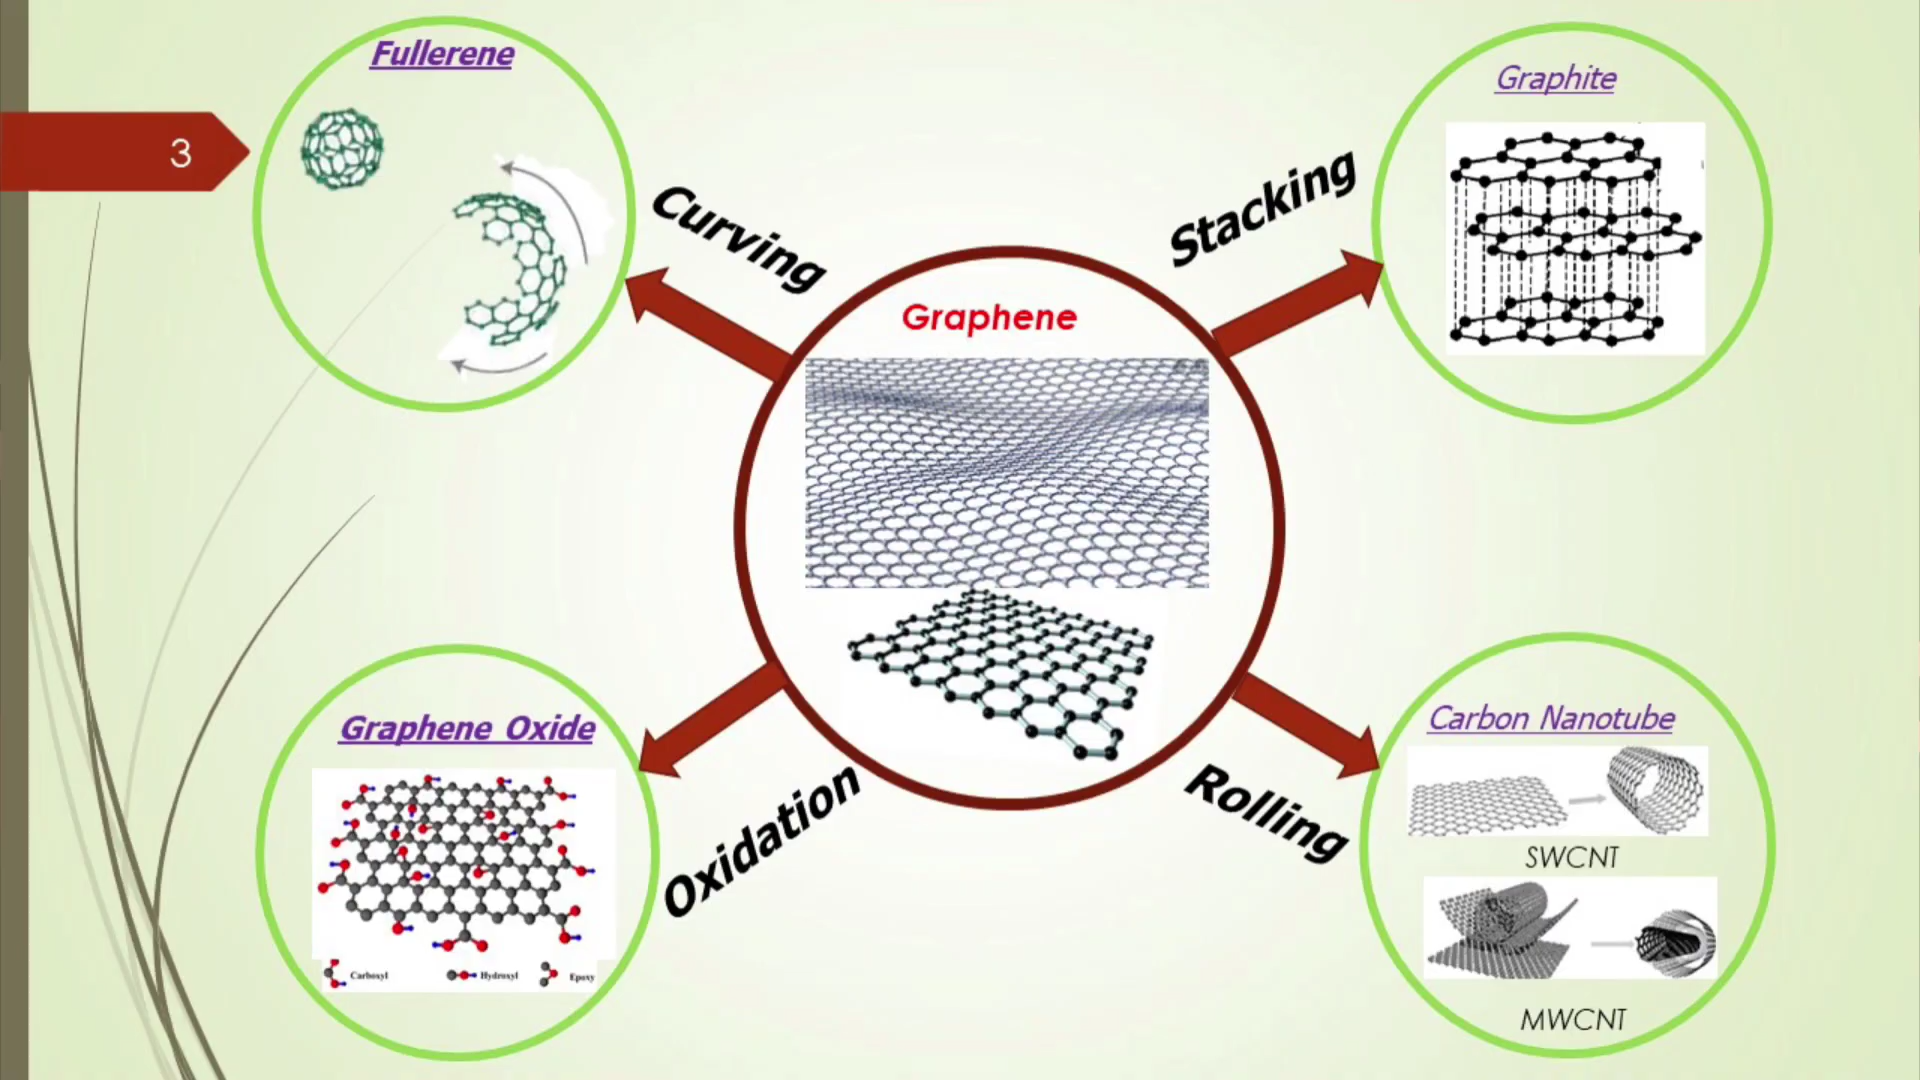 3
Fullerene
Curving
Stacking
Graphite
Graphene
Graphene Oxide
Carboxyl
Hydroxyl
Epoxy
Oxidation
Rolling
Carbon Nanotube
SWCNT
MWCNT